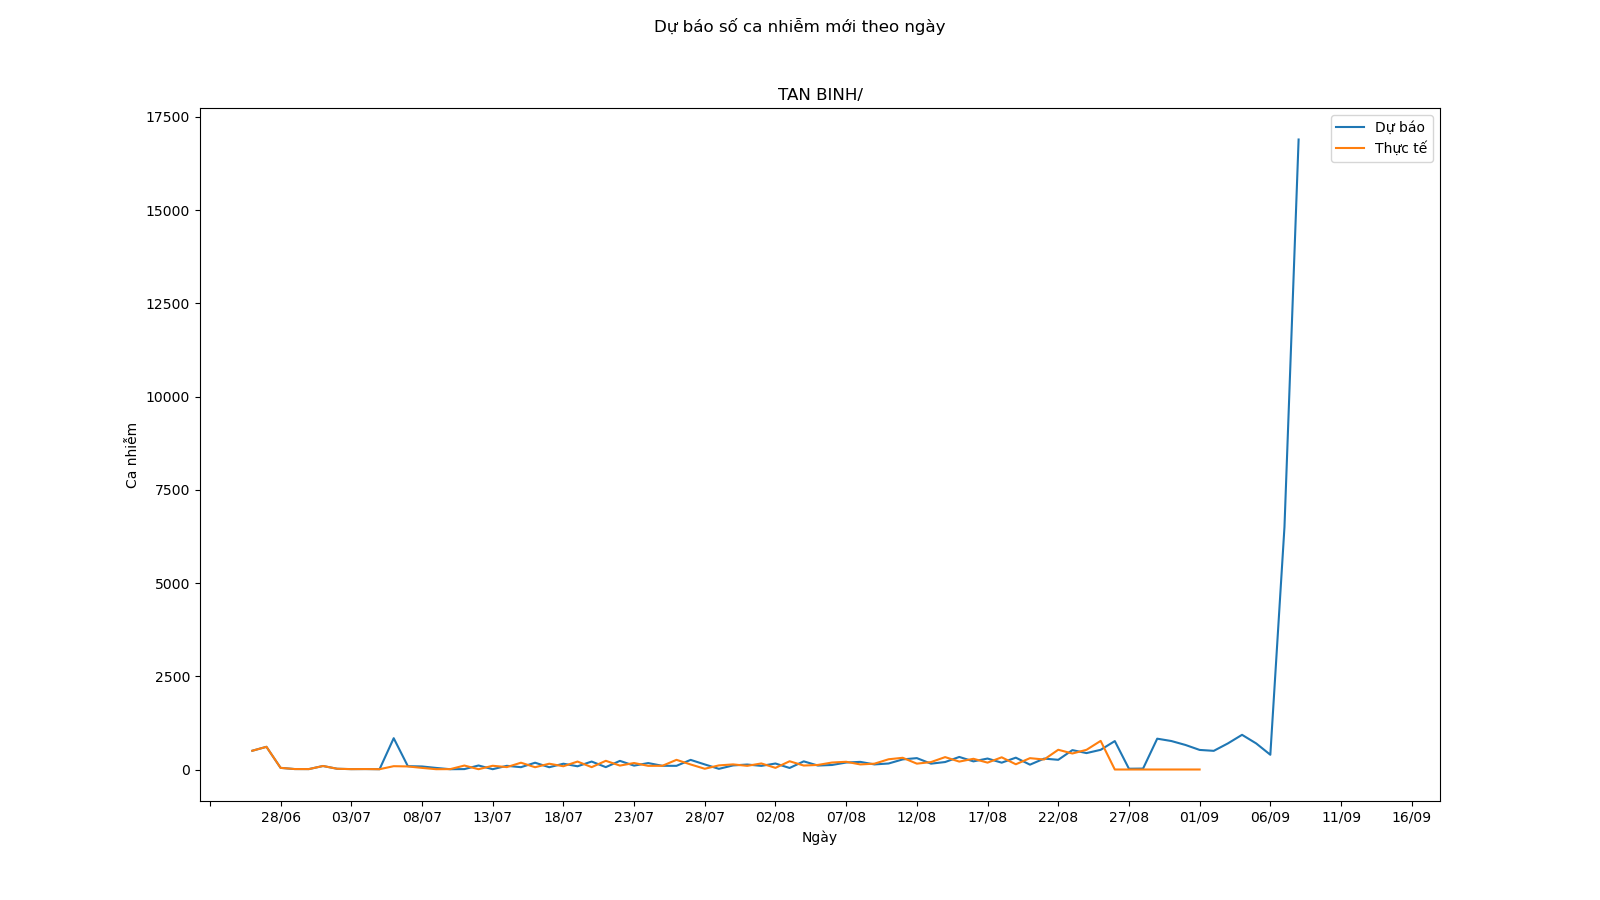 Dự báo số ca nhiễm mới theo ngày
TAN BINH/
17500
15000
12500
10000
7500
5000
2500
0
Ca nhiễm
Dự báo
Thực tế
28/06 03/07 08/07 13/07 18/07 23/07 28/07 02/08 07/08 12/08 17/08 22/08 27/08 01/09 06/09 11/09 16/09
Ngày